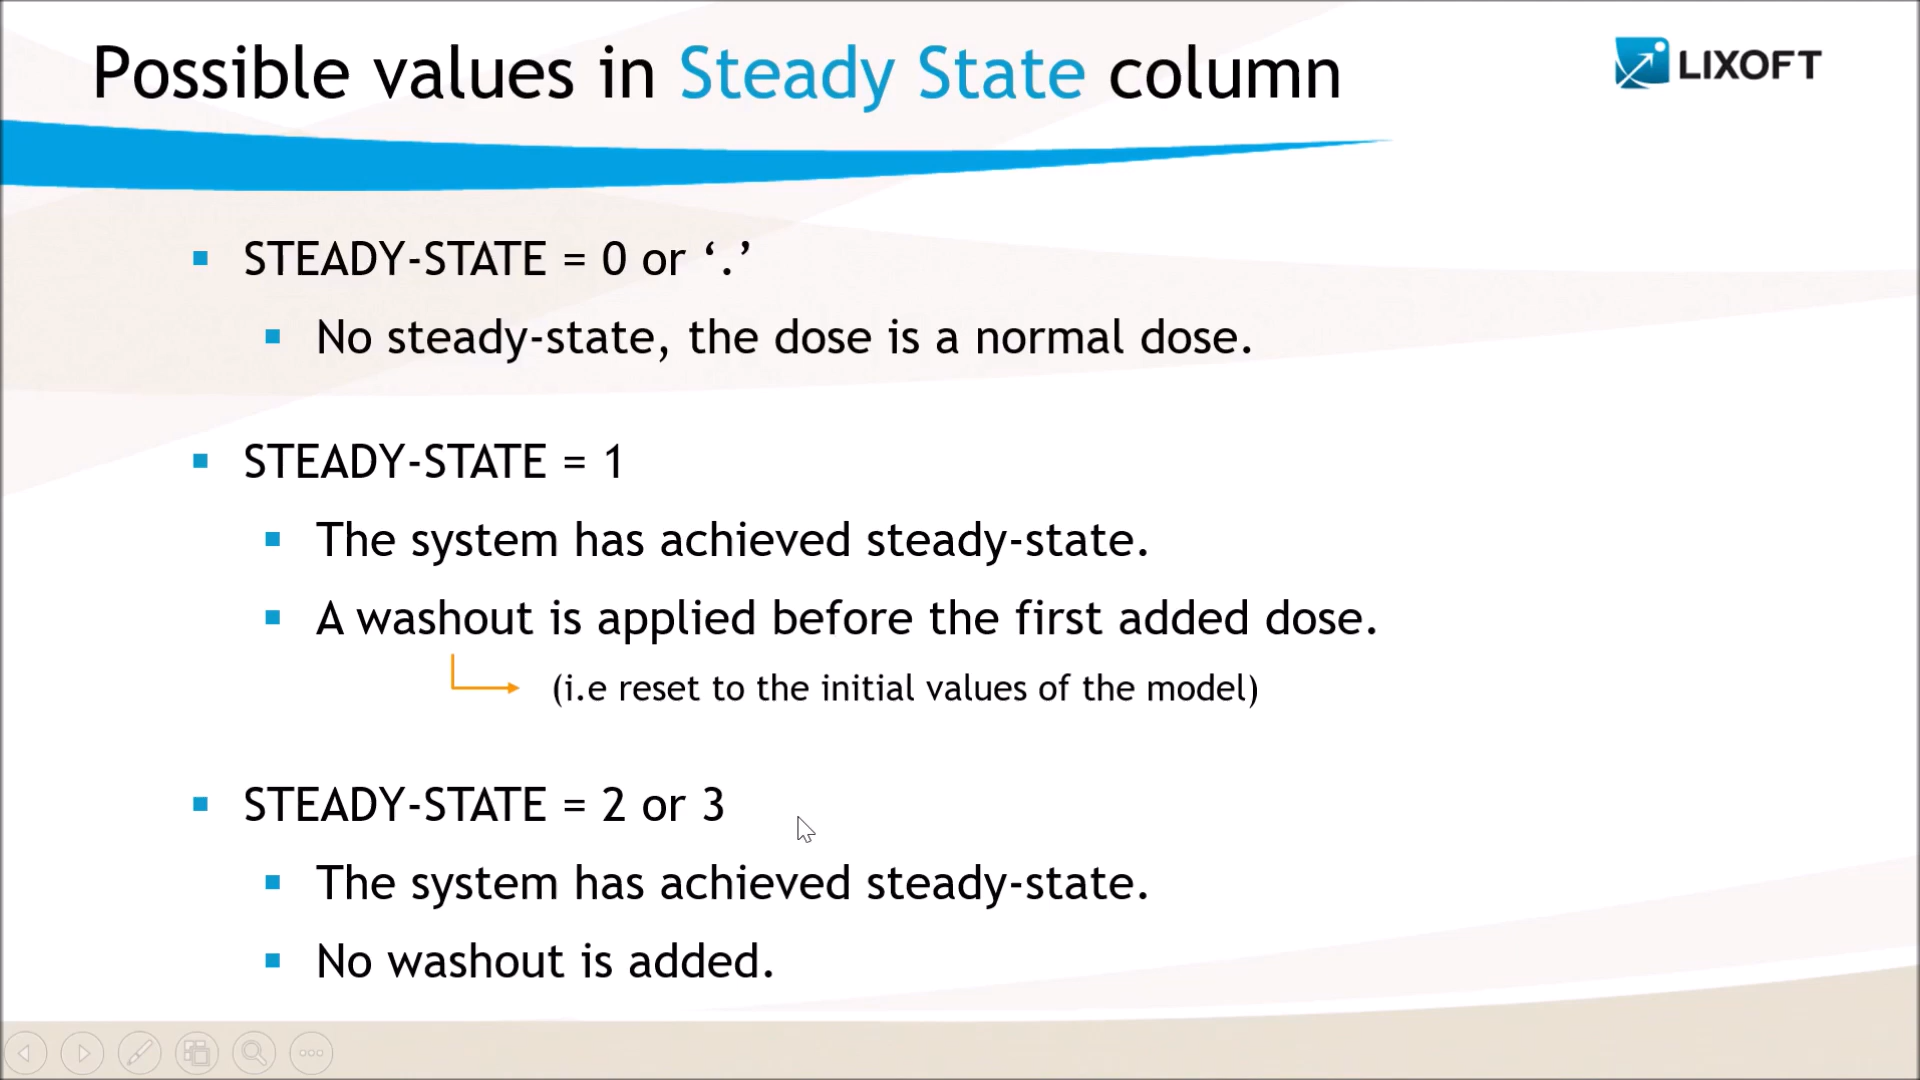 Possible values in Steady State column
LIXOFT
STEADY-STATE = 0 or ‘.’
No steady-state, the dose is a normal dose.
STEADY-STATE = 1
The system has achieved steady-state.
A washout is applied before the first added dose.
(i.e reset to the initial values of the model)
STEADY-STATE = 2 or 3
The system has achieved steady-state.
No washout is added.